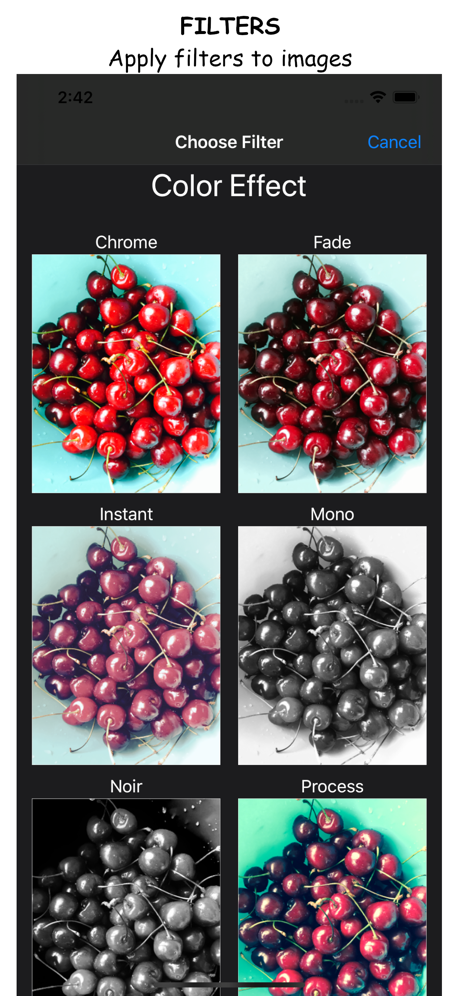 FILTERS
Apply filters to images
2:42
Choose Filter
Cancel
Color Effect
Chrome
Fade
Instant
Mono
Noir
Process